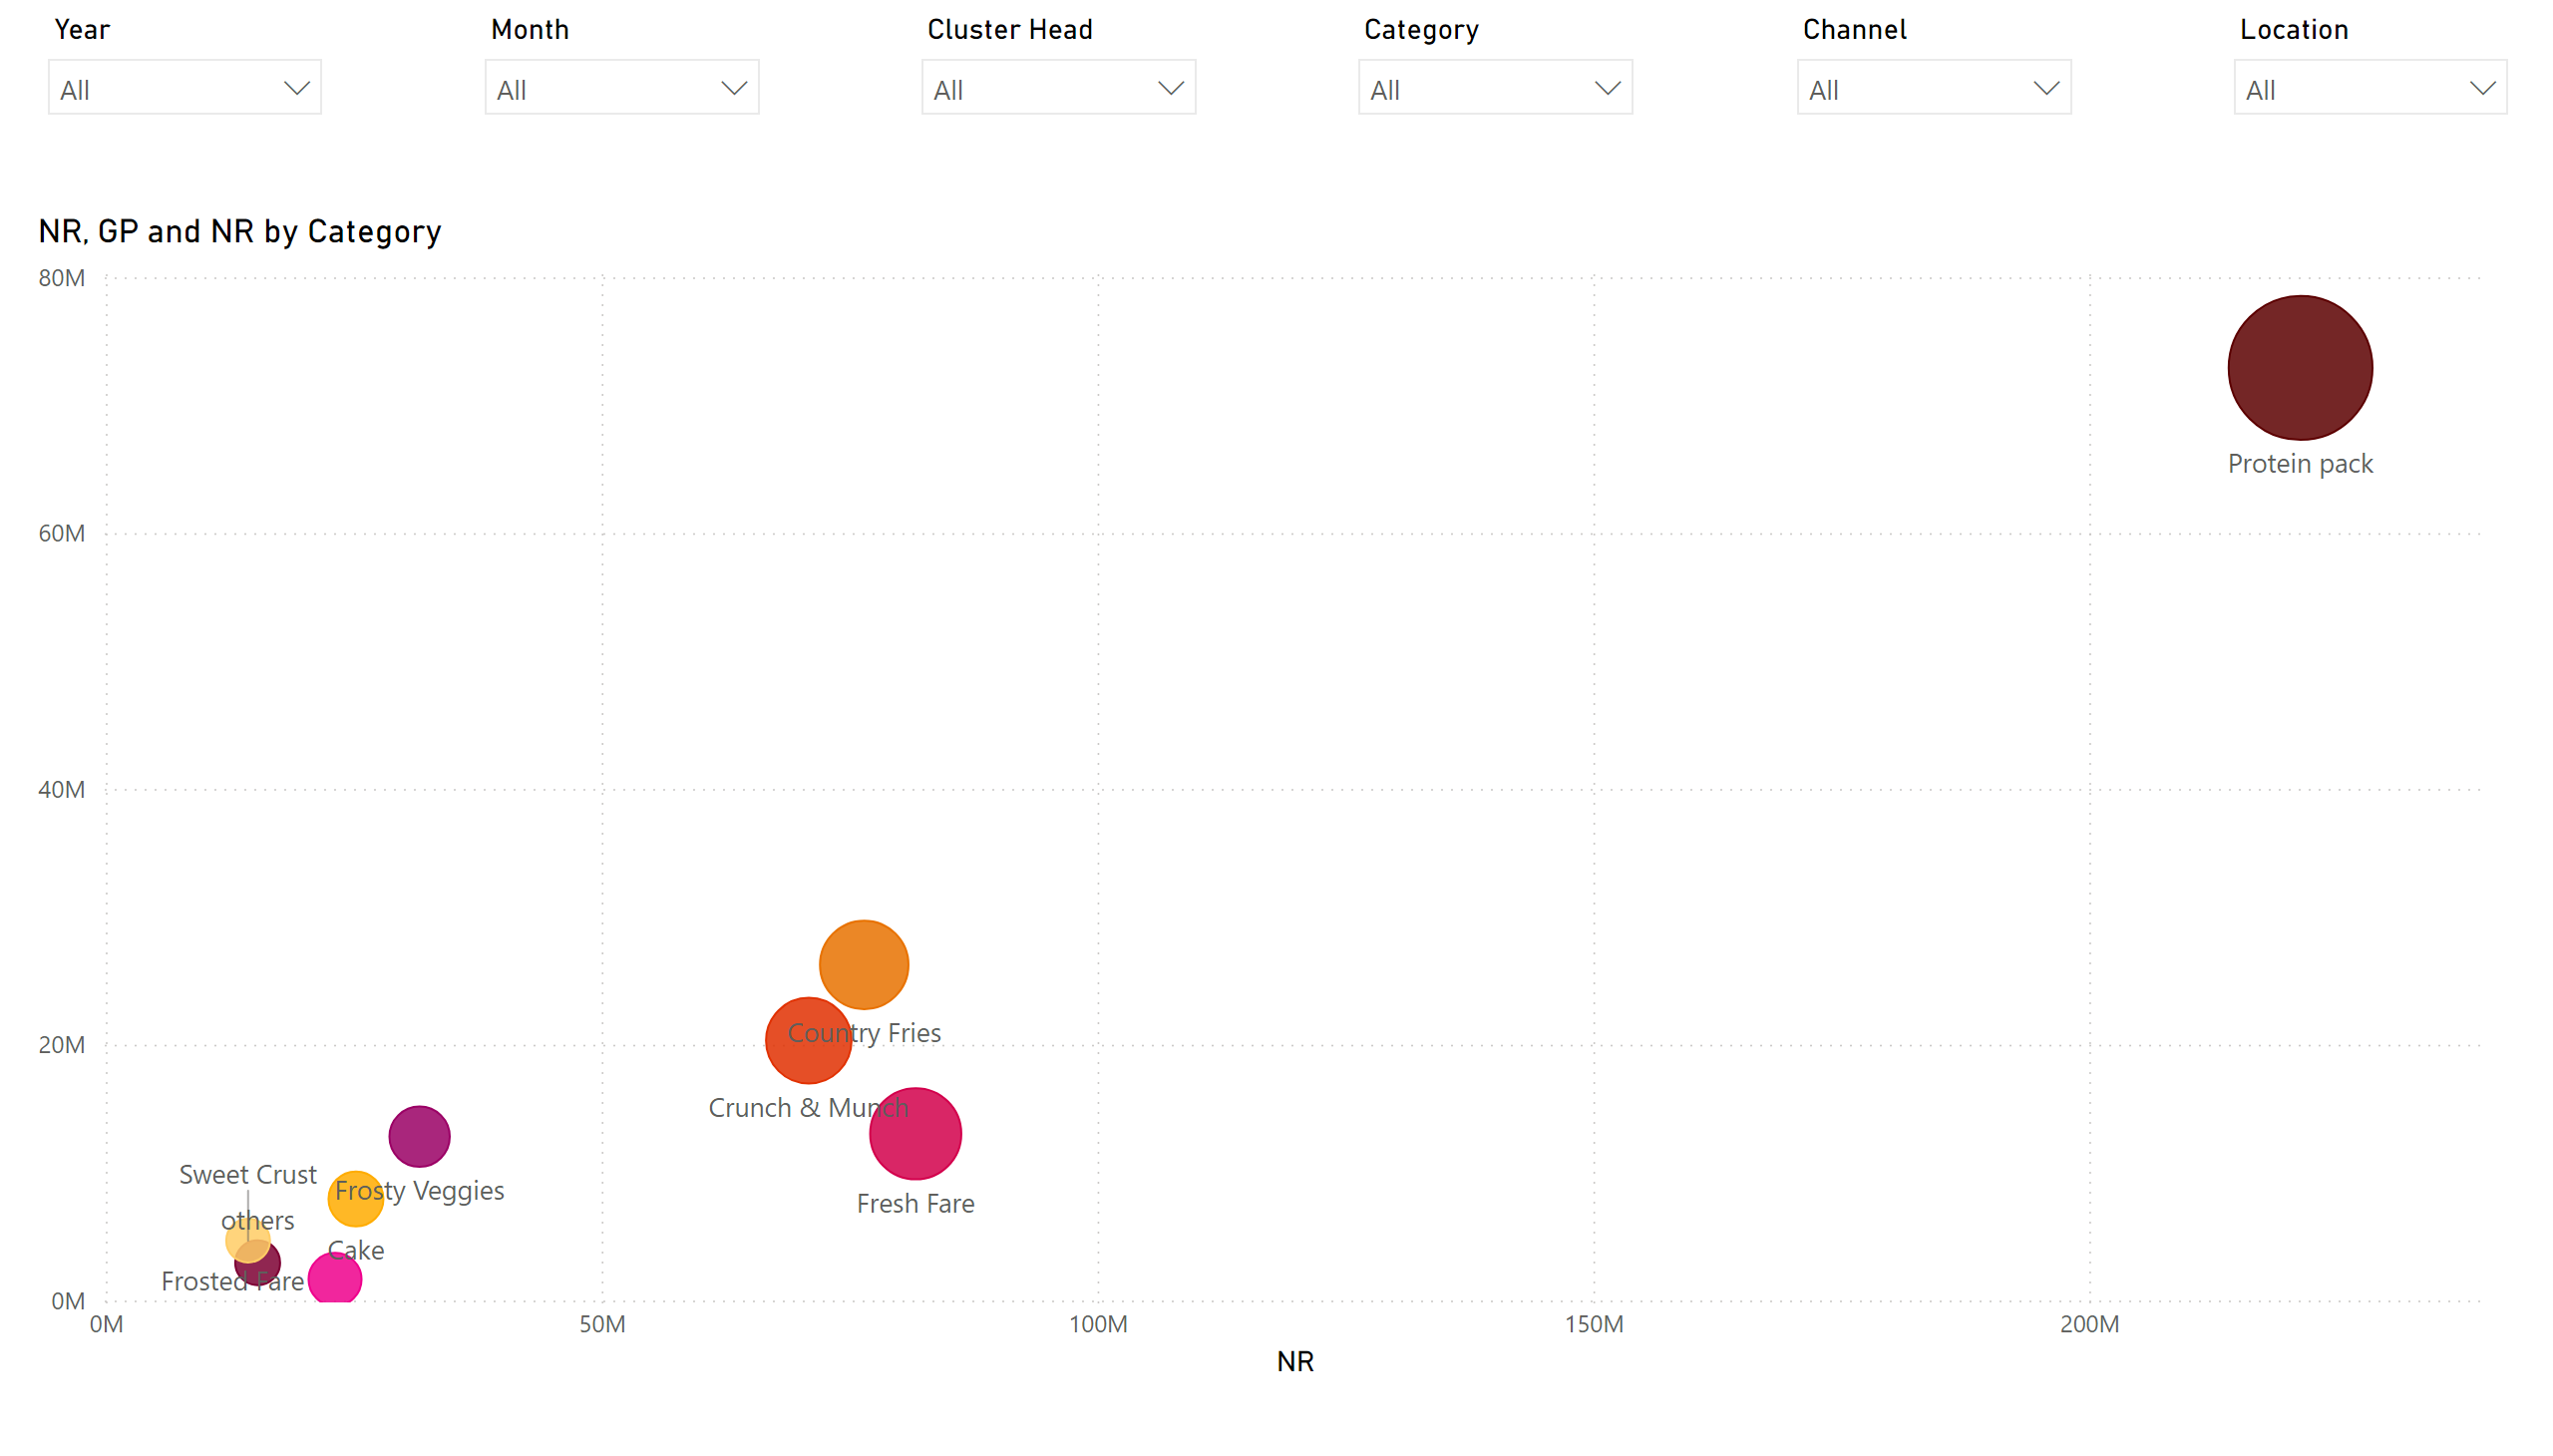 Year Month Cluster Head Category Channel Location
All All All All All All
NR, GP and NR by Category
80M
Protein pack
60M
40M
Country Fries
20M
Crunch & Munch
Sweet Crust
Frosty Veggies
Fresh Fare
others
Cake
Frosted Fare
0M
0M 50M 100M 150M 200M
NR